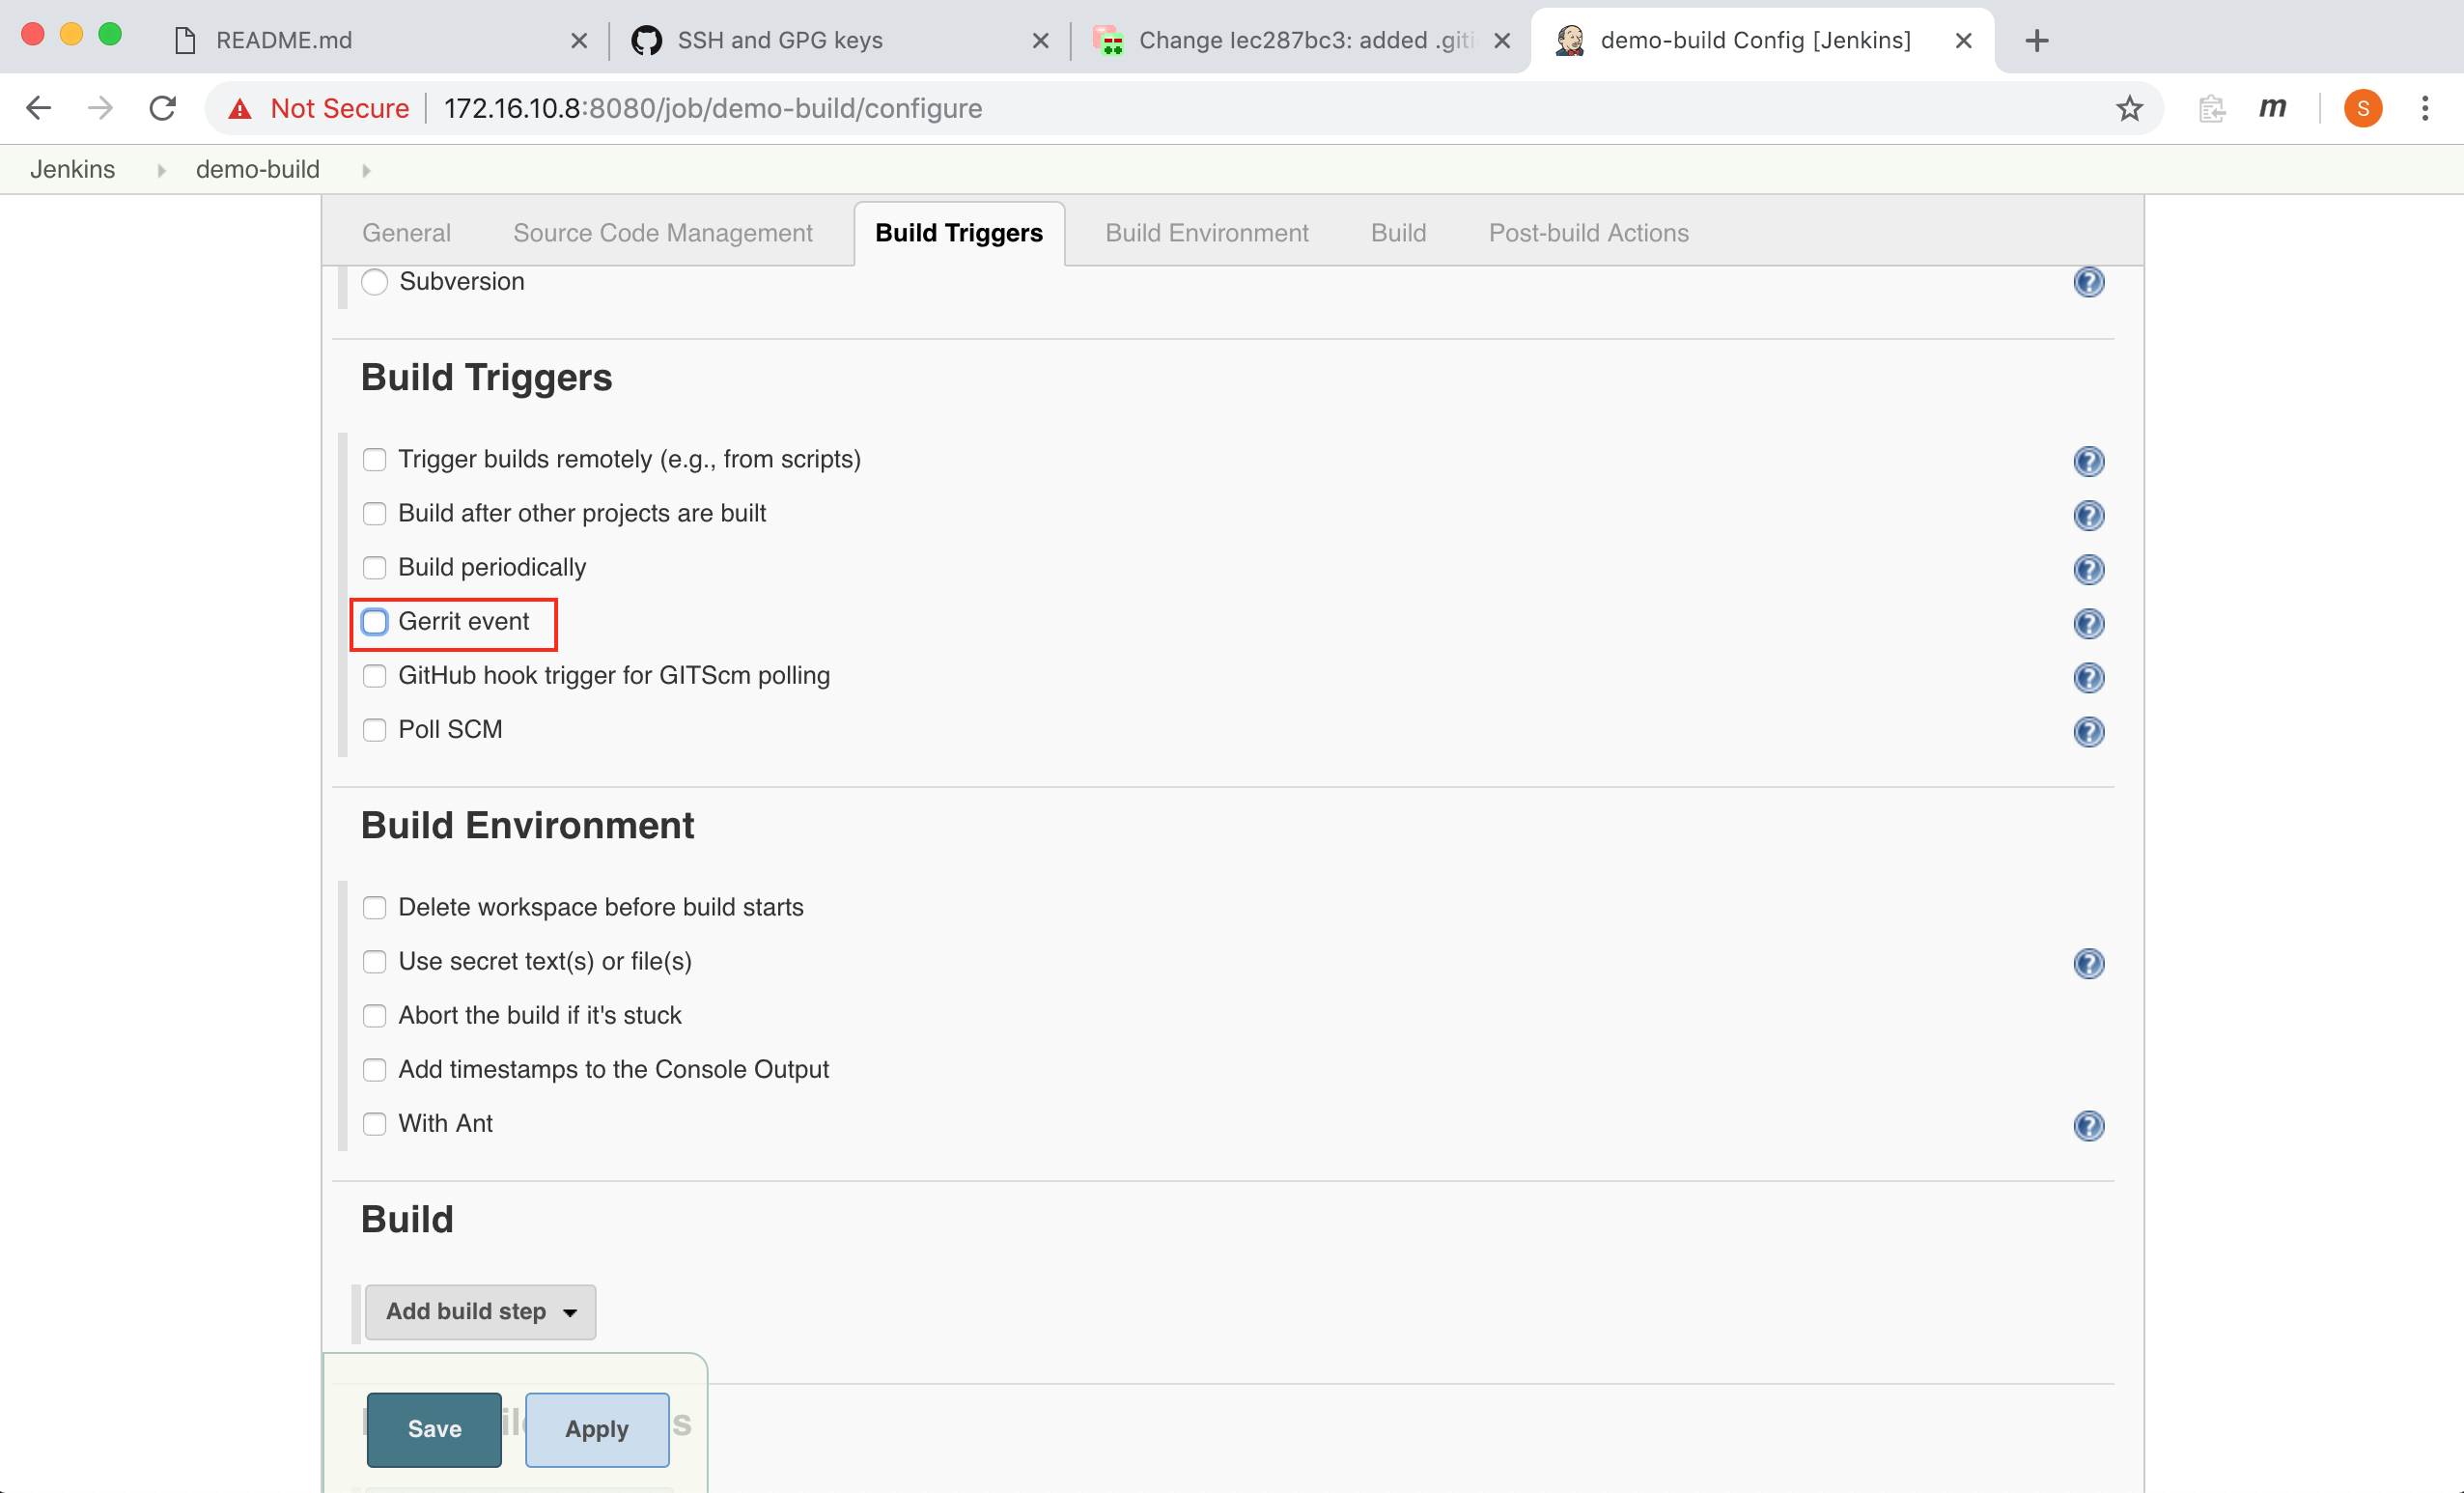 README.md
SSH and GPG keys
Change Iec287bc3: added .giti
demo-build Config [Jenkins]
Not Secure 172.16.10.8:8080/job/demo-build/configure
m
S
Jenkins demo-build
General Source Code Management Build Triggers Build Environment Build Post-build Actions
Subversion
Build Triggers
Trigger builds remotely (e.g., from scripts)
Build after other projects are built
Build periodically
Gerrit event
GitHub hook trigger for GITScm polling
Poll SCM
Build Environment
Delete workspace before build starts
Use secret text(s) or file(s)
Abort the build if it's stuck
Add timestamps to the Console Output
With Ant
Build
Add build step
Save Apply